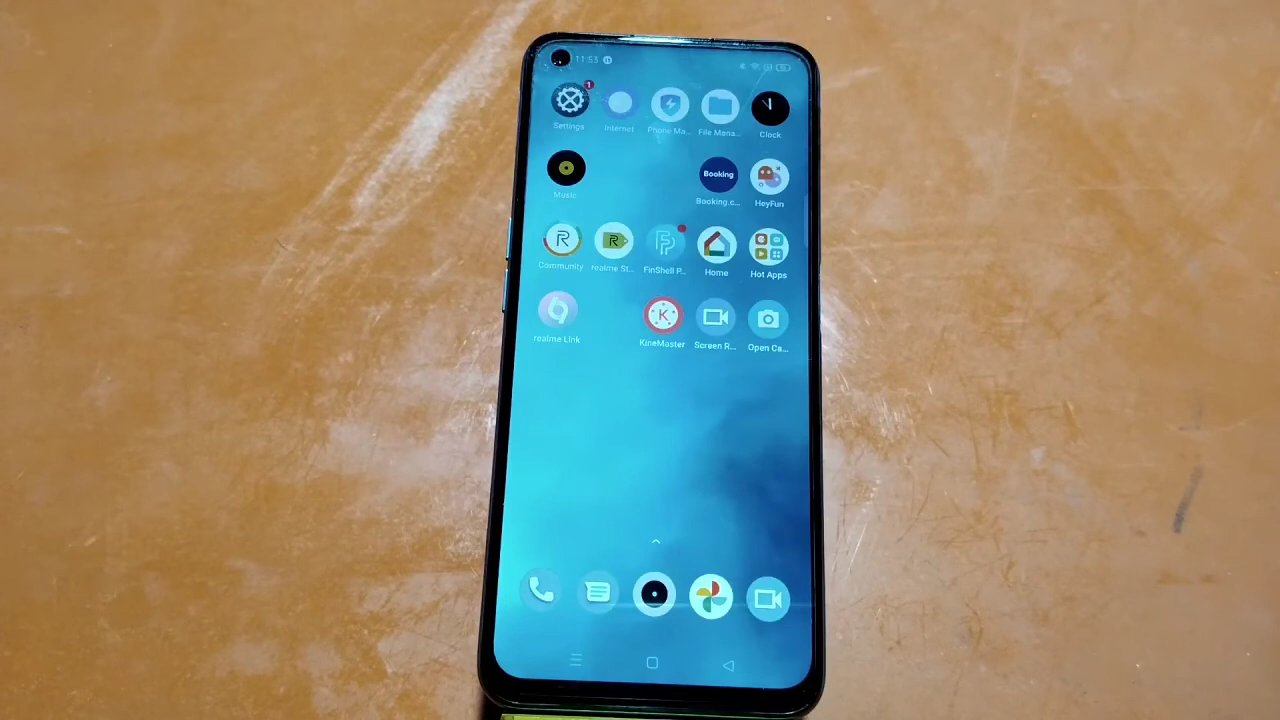 11:53
1
Settings
Internet
Phone Ma...
File Mana...
Clock
Booking
Music
Booking.c...
HeyFun
R
R
Community
realme St...
FinShell P...
Home
Hot Apps
K
realme Link
KineMaster
Screen R...
Open Ca...